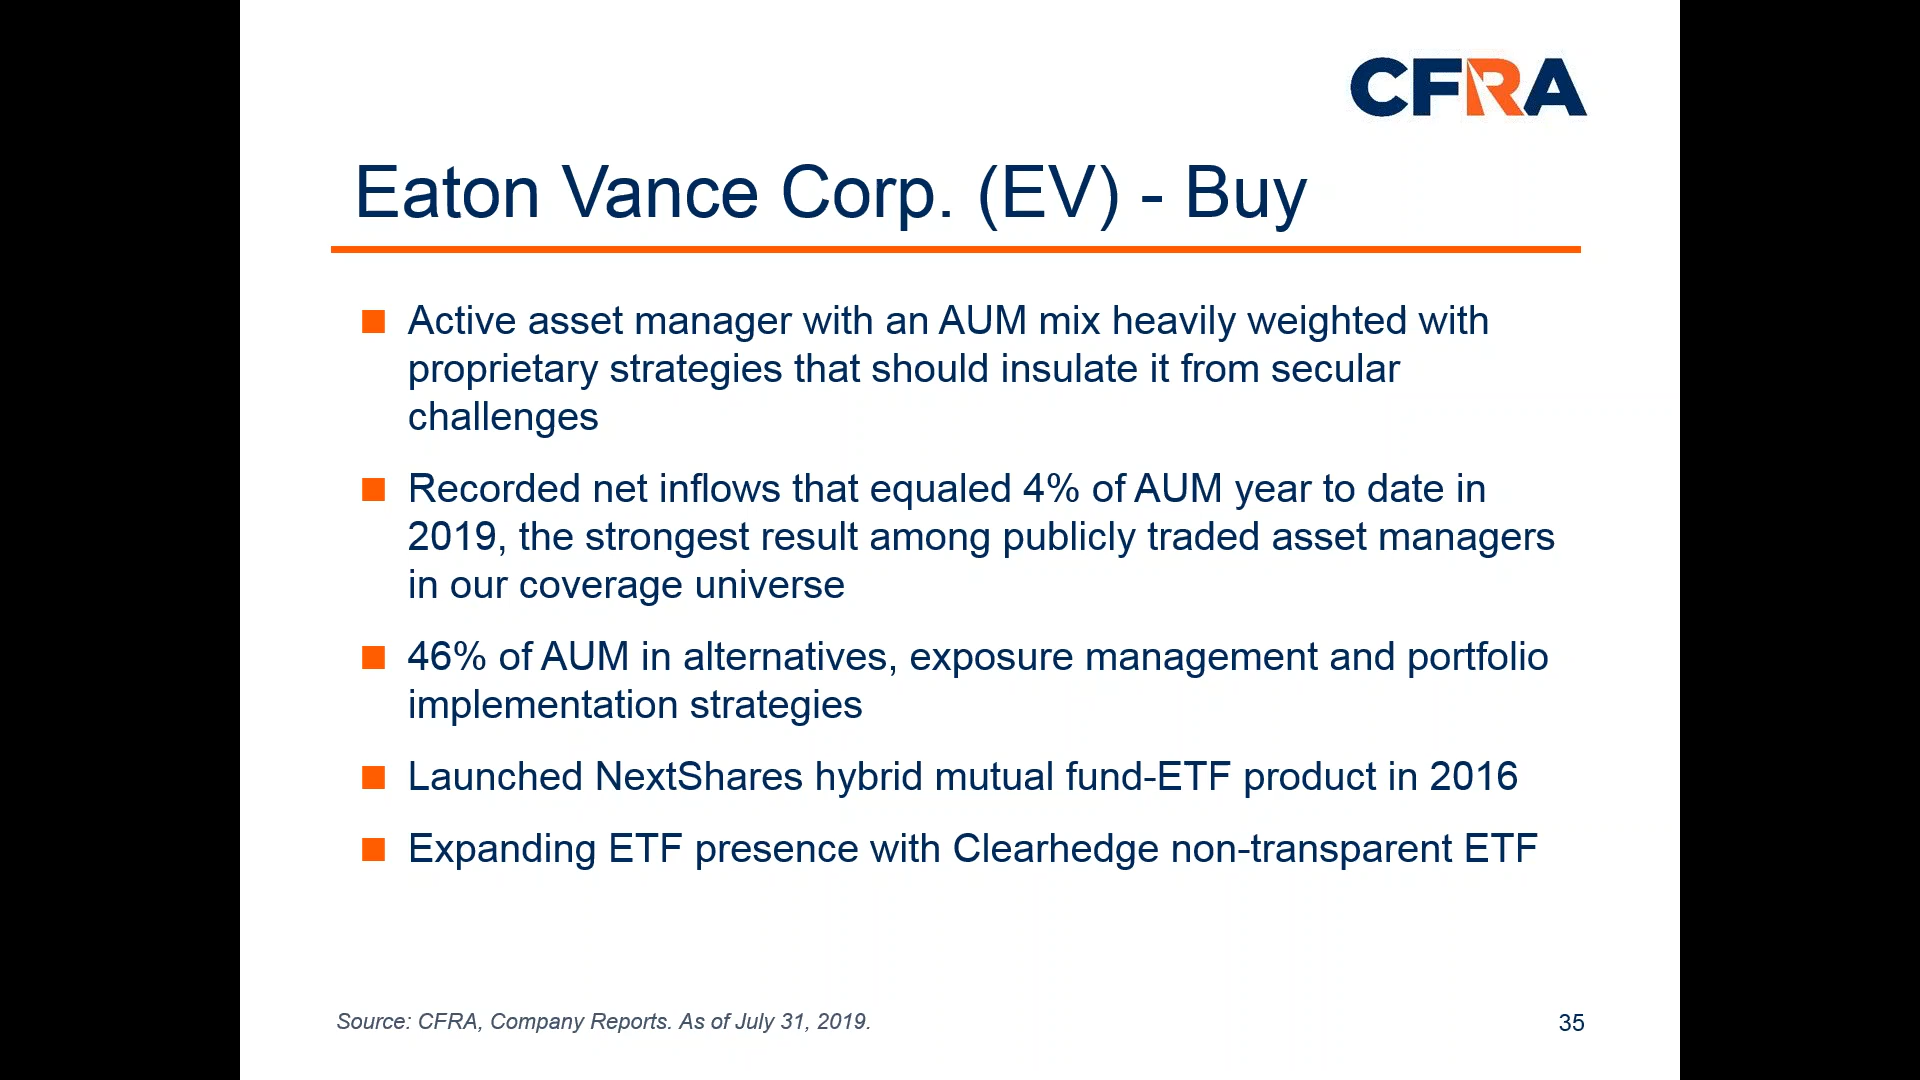 CFRA
Eaton Vance Corp. (EV) - Buy
Active asset manager with an AUM mix heavily weighted with
proprietary strategies that should insulate it from secular
challenges
Recorded net inflows that equaled 4% of AUM year to date in
2019, the strongest result among publicly traded asset managers
in our coverage universe
46% of AUM in alternatives, exposure management and portfolio
implementation strategies
Launched NextShares hybrid mutual fund-ETF product in 2016
Expanding ETF presence with Clearhedge non-transparent ETF
Source: CFRA, Company Reports. As of July 31, 2019.
35